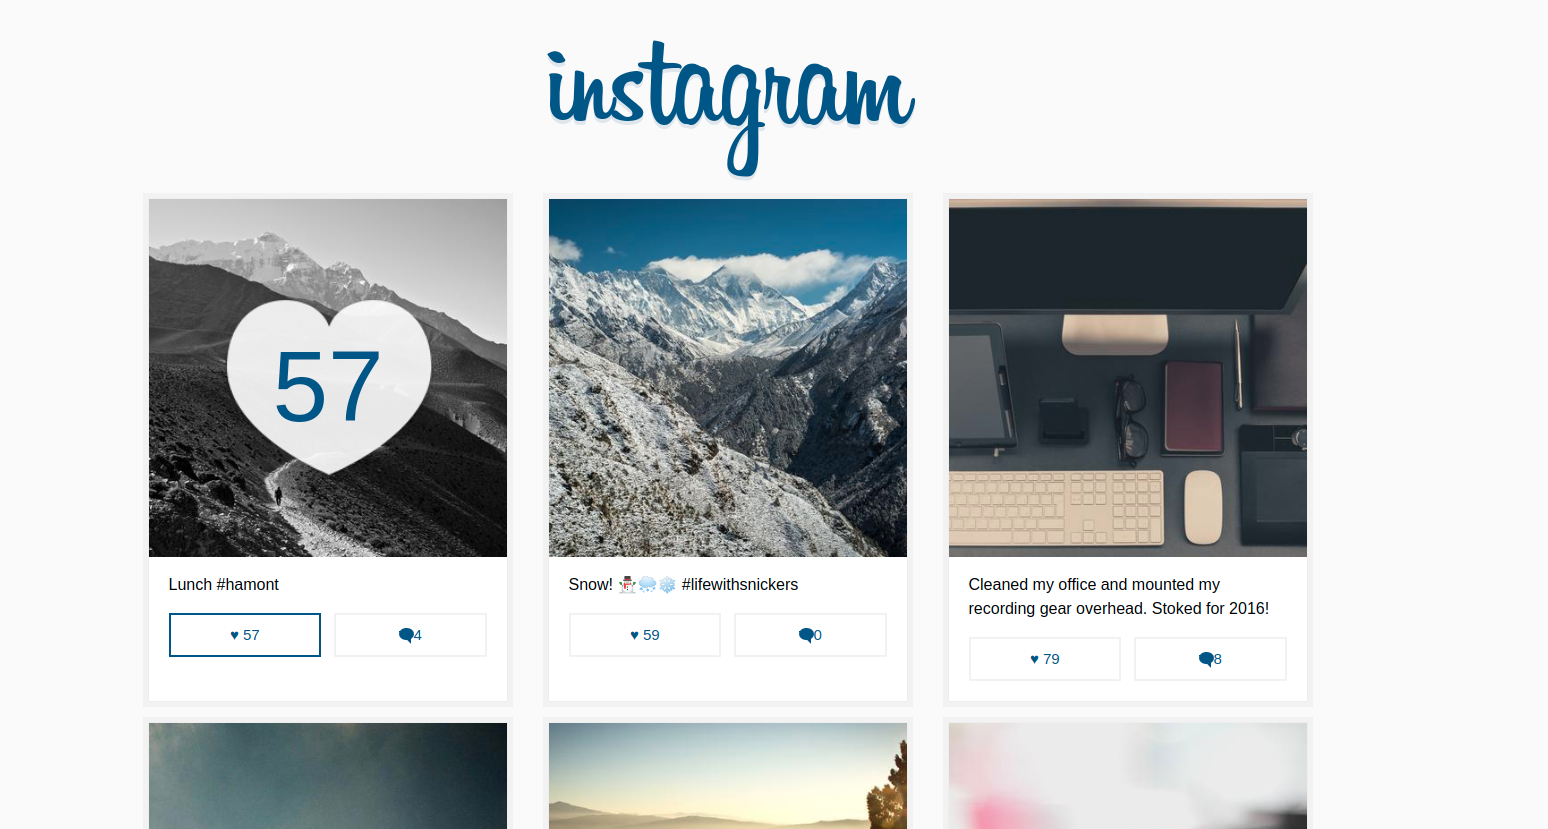 instagram
57
Lunch #hamont
♥ 57
4
Snow! ⛄🌨❄ #lifewithsnickers
♥ 59
0
Cleaned my office and mounted my
recording gear overhead. Stoked for 2016!
♥ 79
8